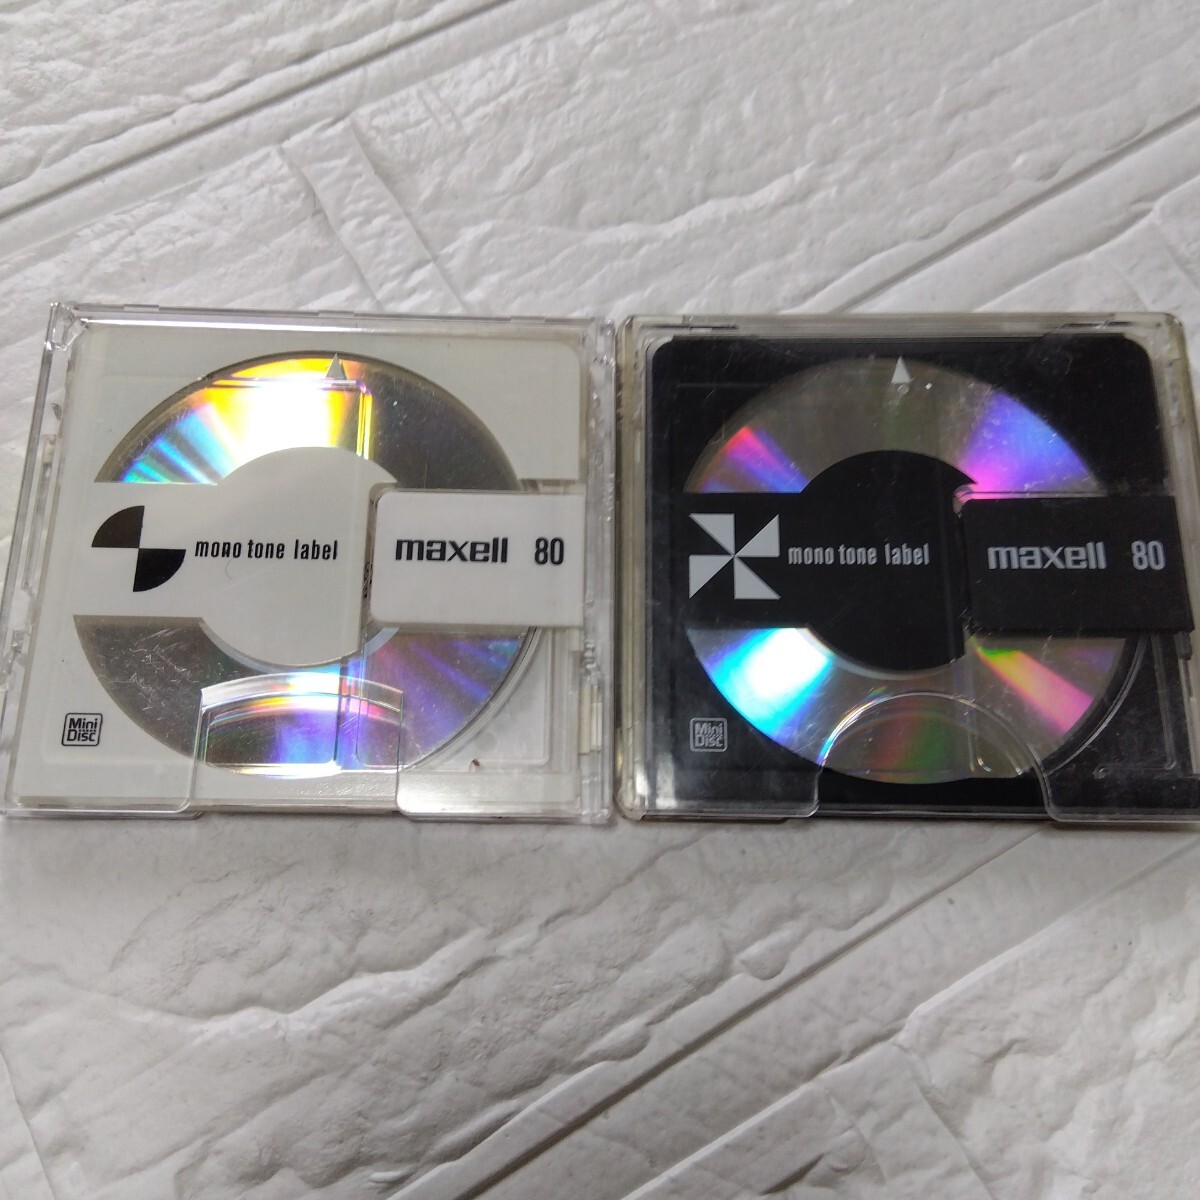 mono tone label
maxell 80
Mini
Disc
mono tone label
maxell 80
Mini
Disc